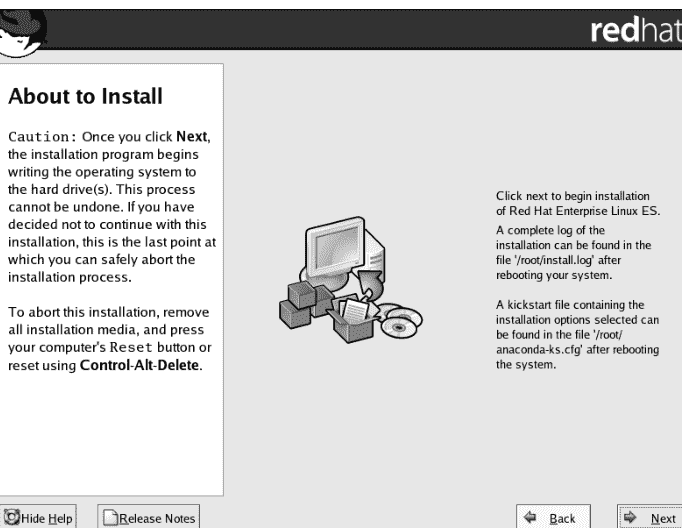 redhat
About to Install
Caution: Once you click Next,
the installation program begins
writing the operating system to
the hard drive(s). This process
cannot be undone. If you have
decided not to continue with this
installation, this is the last point at
which you can safely abort the
installation process.
To abort this installation, remove
all installation media, and press
your computer's Reset button or
reset using Control-Alt-Delete.
Click next to begin installation
of Red Hat Enterprise Linux ES.
A complete log of the
installation can be found in the
file '/root/install.log' after
rebooting your system.
A kickstart file containing the
installation options selected can
be found in the file '/root/
anaconda-ks.cfg' after rebooting
the system.
Hide Help
Release Notes
Back
Next